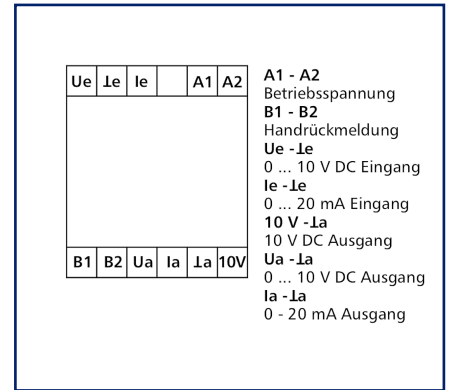 Ue ⊥e Ie A1 A2
B1 B2 Ua Ia ⊥a 10V
A1 - A2
Betriebsspannung
B1 - B2
Handrückmeldung
Ue -⊥e
0 ... 10 V DC Eingang
Ie -⊥e
0 ... 20 mA Eingang
10 V -⊥a
10 V DC Ausgang
Ua -⊥a
0 ... 10 V DC Ausgang
Ia -⊥a
0 - 20 mA Ausgang